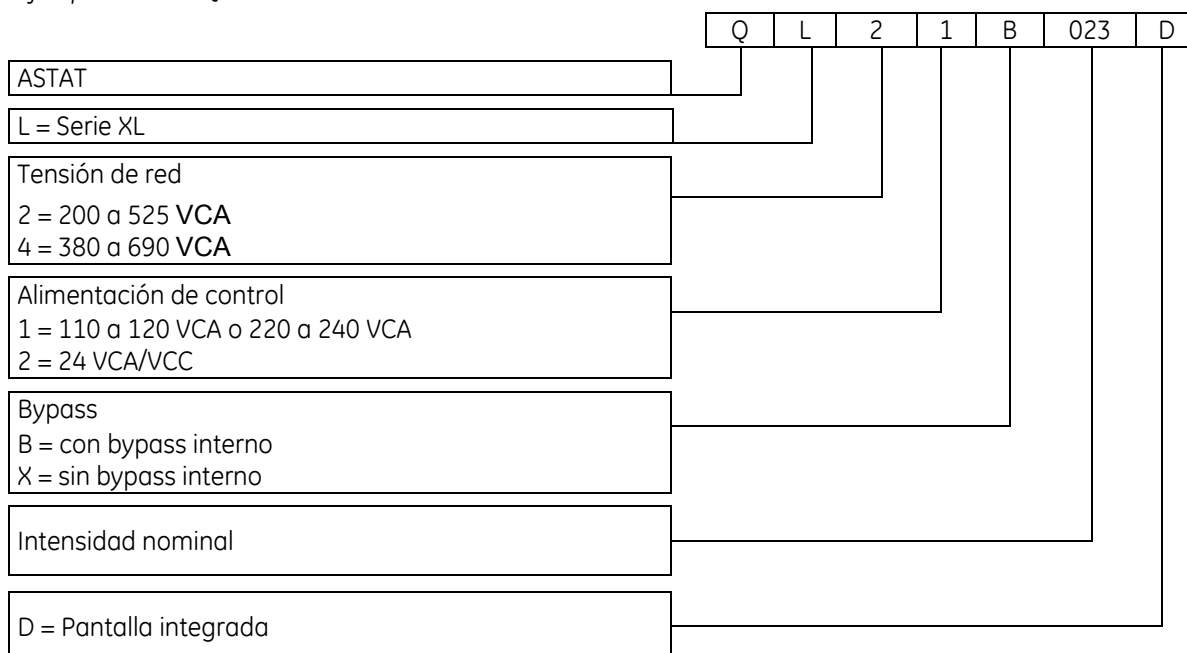 Q L 2 1 B 023 D
ASTAT
L = Serie XL
Tensión de red
2 = 200 a 525 VCA
4 = 380 a 690 VCA
Alimentación de control
1 = 110 a 120 VCA o 220 a 240 VCA
2 = 24 VCA/VCC
Bypass
B = con bypass interno
X = sin bypass interno
Intensidad nominal
D = Pantalla integrada